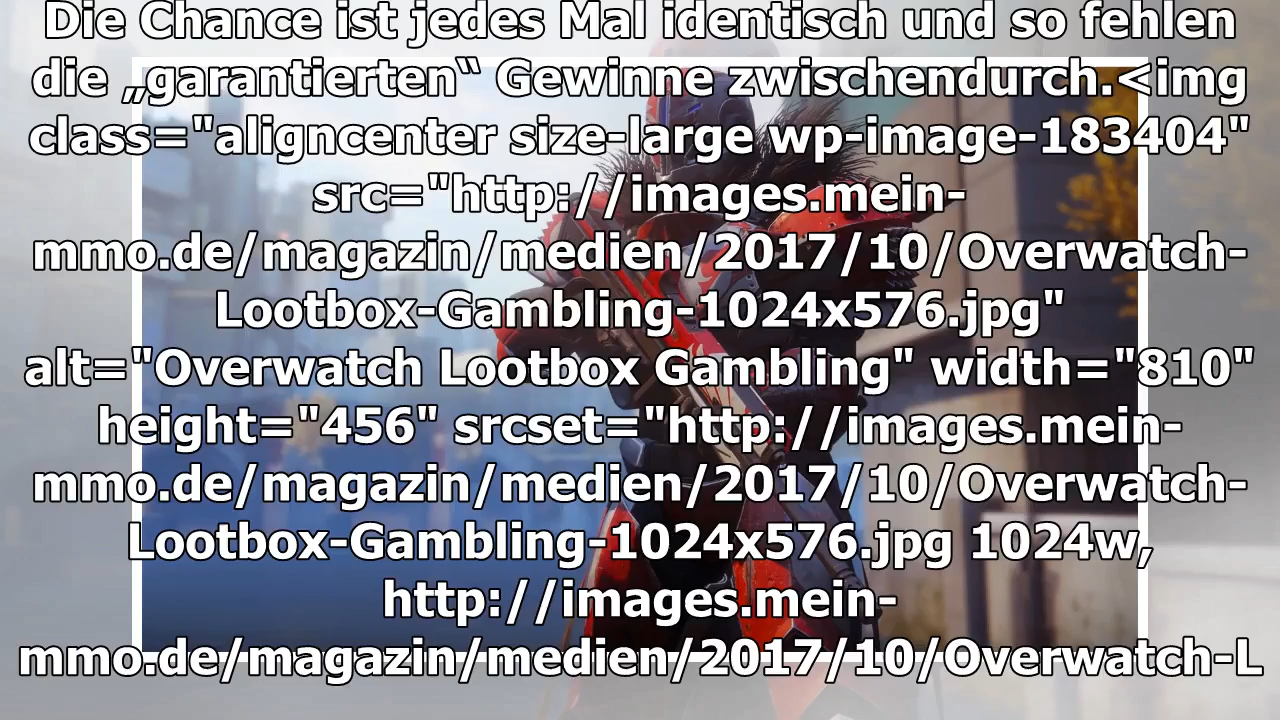 Die Chance ist jedes Mal identisch und so fehlen
die „garantierten“ Gewinne zwischendurch.<img
class="aligncenter size-large wp-image-183404"
src="http://images.mein-
mmo.de/magazin/medien/2017/10/Overwatch-
Lootbox-Gambling-1024x576.jpg"
alt="Overwatch Lootbox Gambling" width="810"
height="456" srcset="http://images.mein-
mmo.de/magazin/medien/2017/10/Overwatch-
Lootbox-Gambling-1024x576.jpg 1024w,
http://images.mein-
mmo.de/magazin/medien/2017/10/Overwatch-L